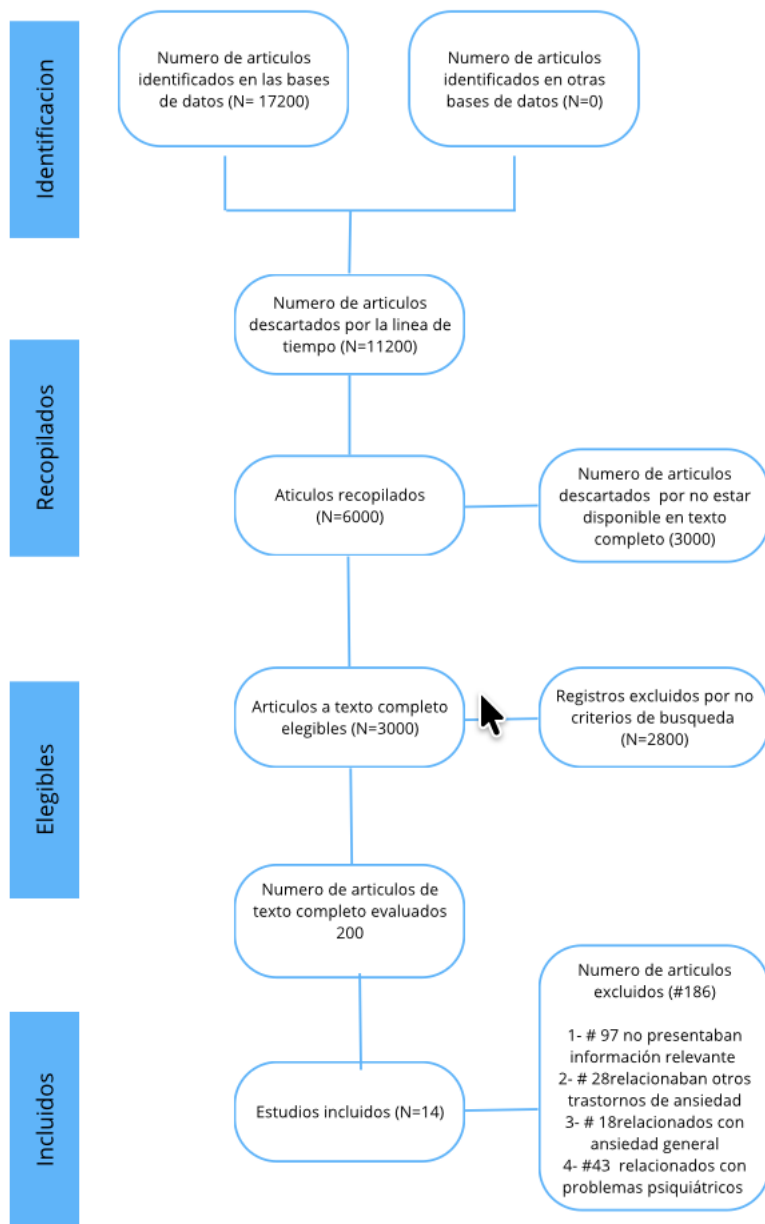 Identificacion
Numero de articulos
identificados en las bases
de datos (N= 17200)
Numero de articulos
identificados en otras
bases de datos (N=0)
Numero de articulos
descartados por la linea de
tiempo (N=11200)
Recopilados
Aticulos recopilados
(N=6000)
Numero de articulos
descartados  por no estar
disponible en texto
completo (3000)
Elegibles
Articulos a texto completo
elegibles (N=3000)
Registros excluidos por no
criterios de busqueda
(N=2800)
Numero de articulos de
texto completo evaluados
200
Incluidos
Estudios incluidos (N=14)
Numero de articulos
excluidos (#186)
1- # 97 no presentaban
información relevante
2- # 28relacionaban otros
trastornos de ansiedad
3- # 18relacionados con
ansiedad general
4- #43  relacionados con
problemas psiquiátricos